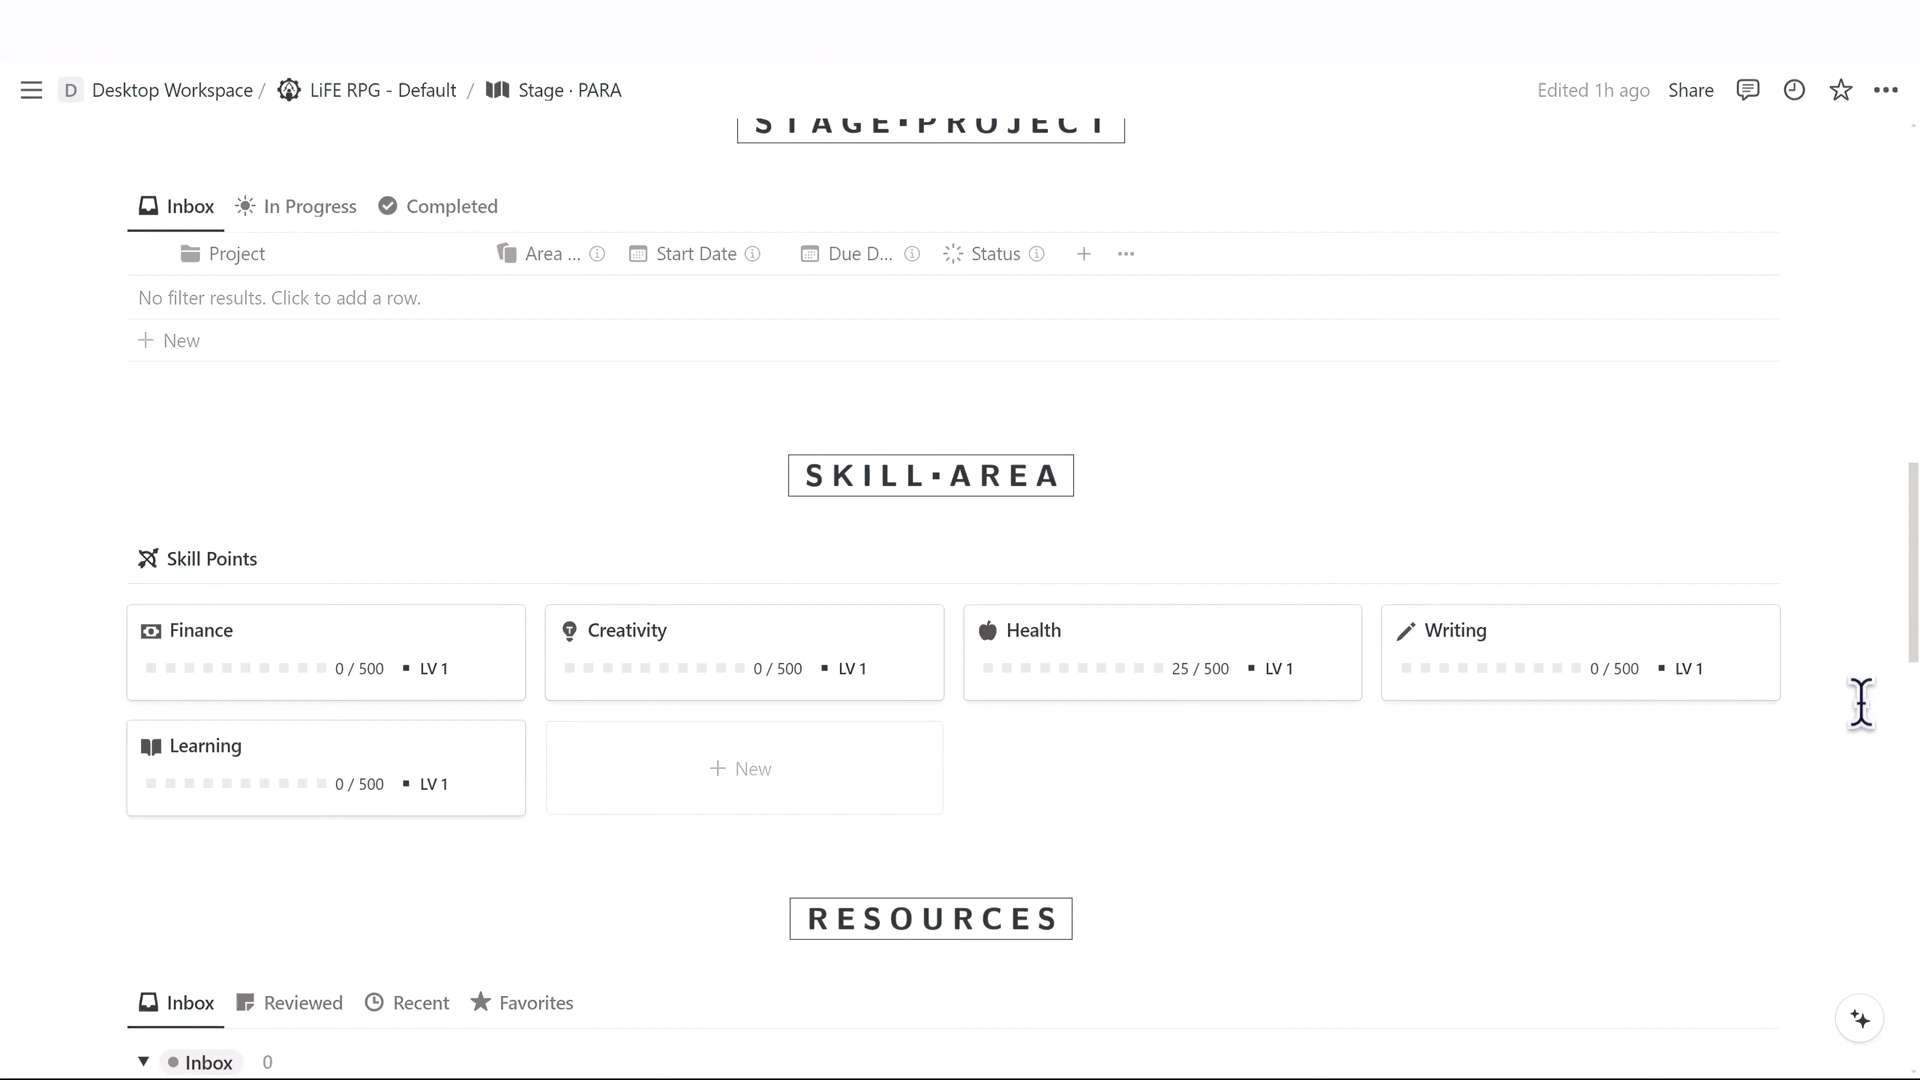 D Desktop Workspace / LiFE RPG - Default / Stage · PARA Edited 1h ago Share
STAGE▪PROJECT
Inbox In Progress Completed
Project Area ... Start Date Due D... Status
No filter results. Click to add a row.
+ New
SKILL▪AREA
Skill Points
Finance Creativity Health Writing
0 / 500 ▪ LV 1 0 / 500 ▪ LV 1 25 / 500 ▪ LV 1 0 / 500 ▪ LV 1
Learning
0 / 500 ▪ LV 1
+ New
RESOURCES
Inbox Reviewed Recent Favorites
Inbox 0